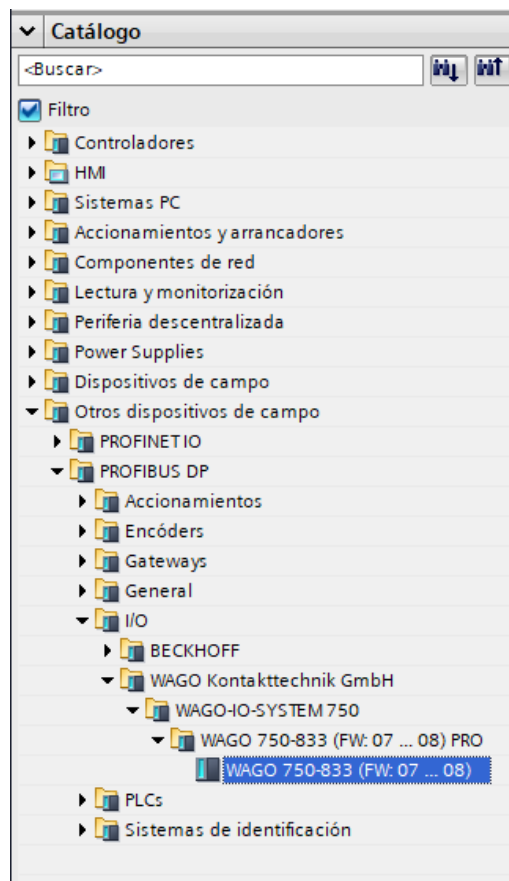 Catálogo
<Buscar>
Filtro
Controladores
HMI
Sistemas PC
Accionamientos y arrancadores
Componentes de red
Lectura y monitorización
Periferia descentralizada
Power Supplies
Dispositivos de campo
Otros dispositivos de campo
PROFINET IO
PROFIBUS DP
Accionamientos
Encóders
Gateways
General
I/O
BECKHOFF
WAGO Kontakttechnik GmbH
WAGO-IO-SYSTEM 750
WAGO 750-833 (FW: 07 ... 08) PRO
WAGO 750-833 (FW: 07 ... 08)
PLCs
Sistemas de identificación